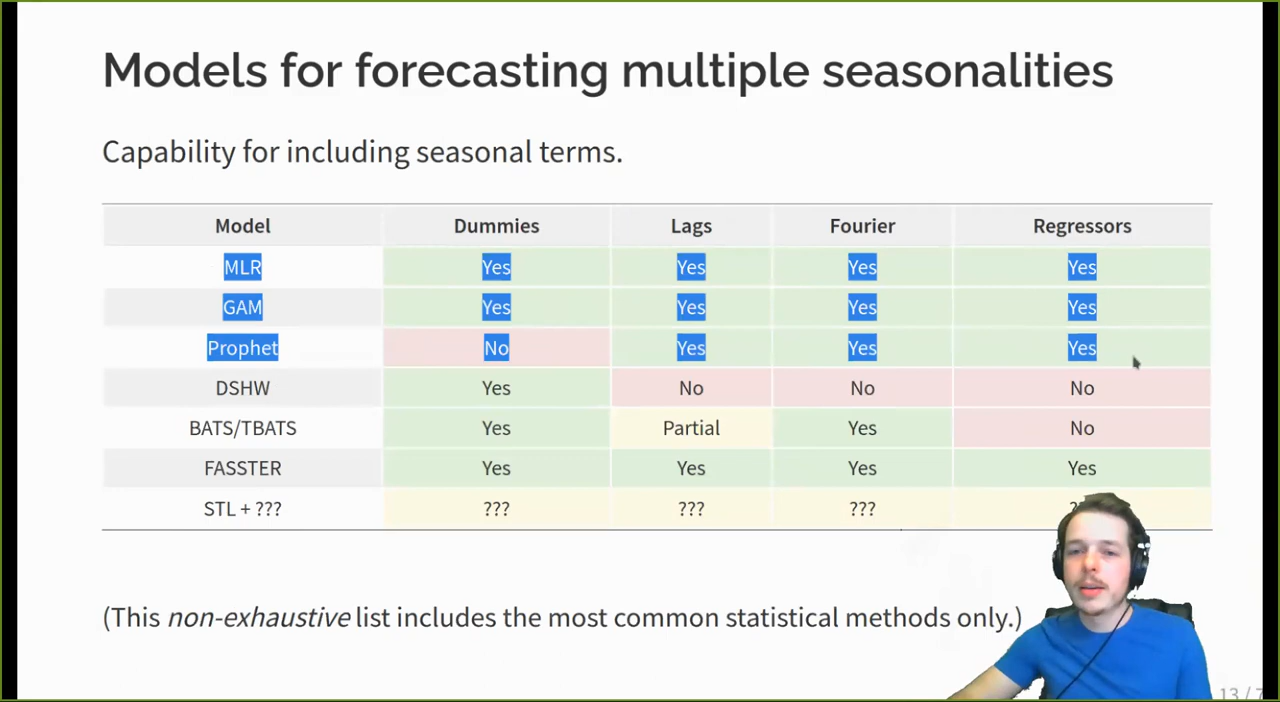 Models for forecasting multiple seasonalities
Capability for including seasonal terms.
Model Dummies Lags Fourier Regressors
MLR Yes Yes Yes Yes
GAM Yes Yes Yes Yes
Prophet No Yes Yes Yes
DSHW Yes No No No
BATS/TBATS Yes Partial Yes No
FASSTER Yes Yes Yes Yes
STL + ??? ??? ??? ???
(This non-exhaustive list includes the most common statistical methods only.)
13 /